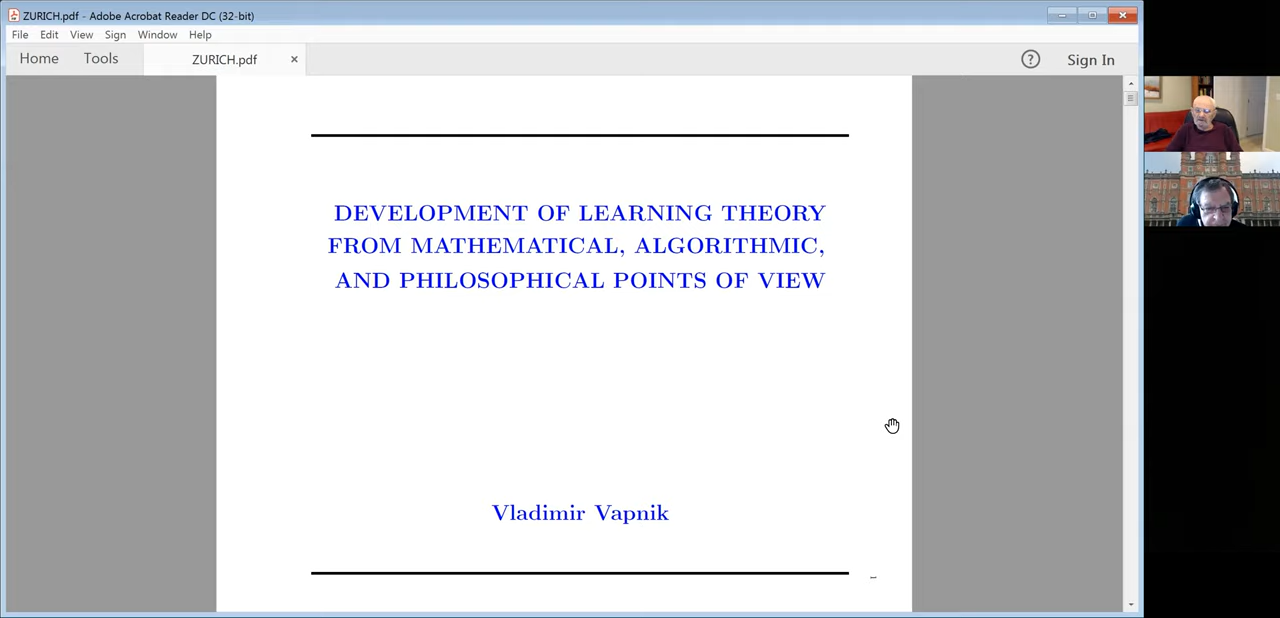 ZURICH.pdf - Adobe Acrobat Reader DC (32-bit)
File Edit View Sign Window Help
Home Tools ZURICH.pdf × ? Sign In
DEVELOPMENT OF LEARNING THEORY
FROM MATHEMATICAL, ALGORITHMIC,
AND PHILOSOPHICAL POINTS OF VIEW
Vladimir Vapnik